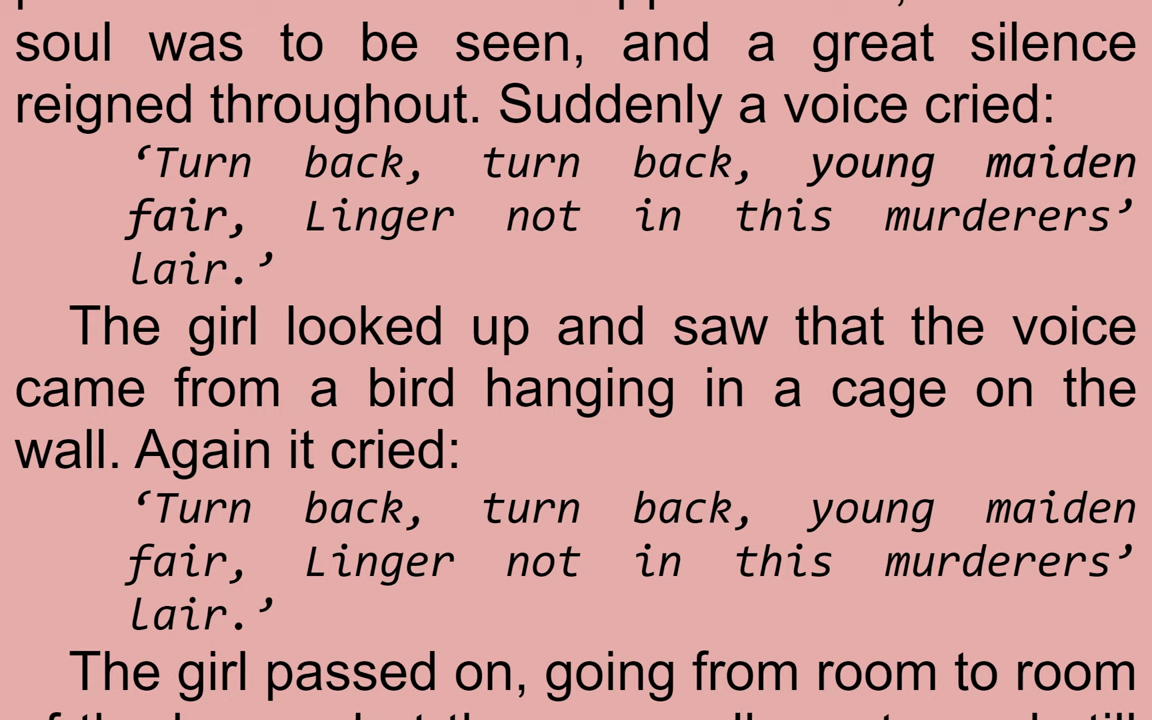 soul was to be seen, and a great silence
reigned throughout. Suddenly a voice cried:
‘Turn back, turn back, young maiden
fair, Linger not in this murderers’
lair.’
The girl looked up and saw that the voice
came from a bird hanging in a cage on the
wall. Again it cried:
‘Turn back, turn back, young maiden
fair, Linger not in this murderers’
lair.’
The girl passed on, going from room to room